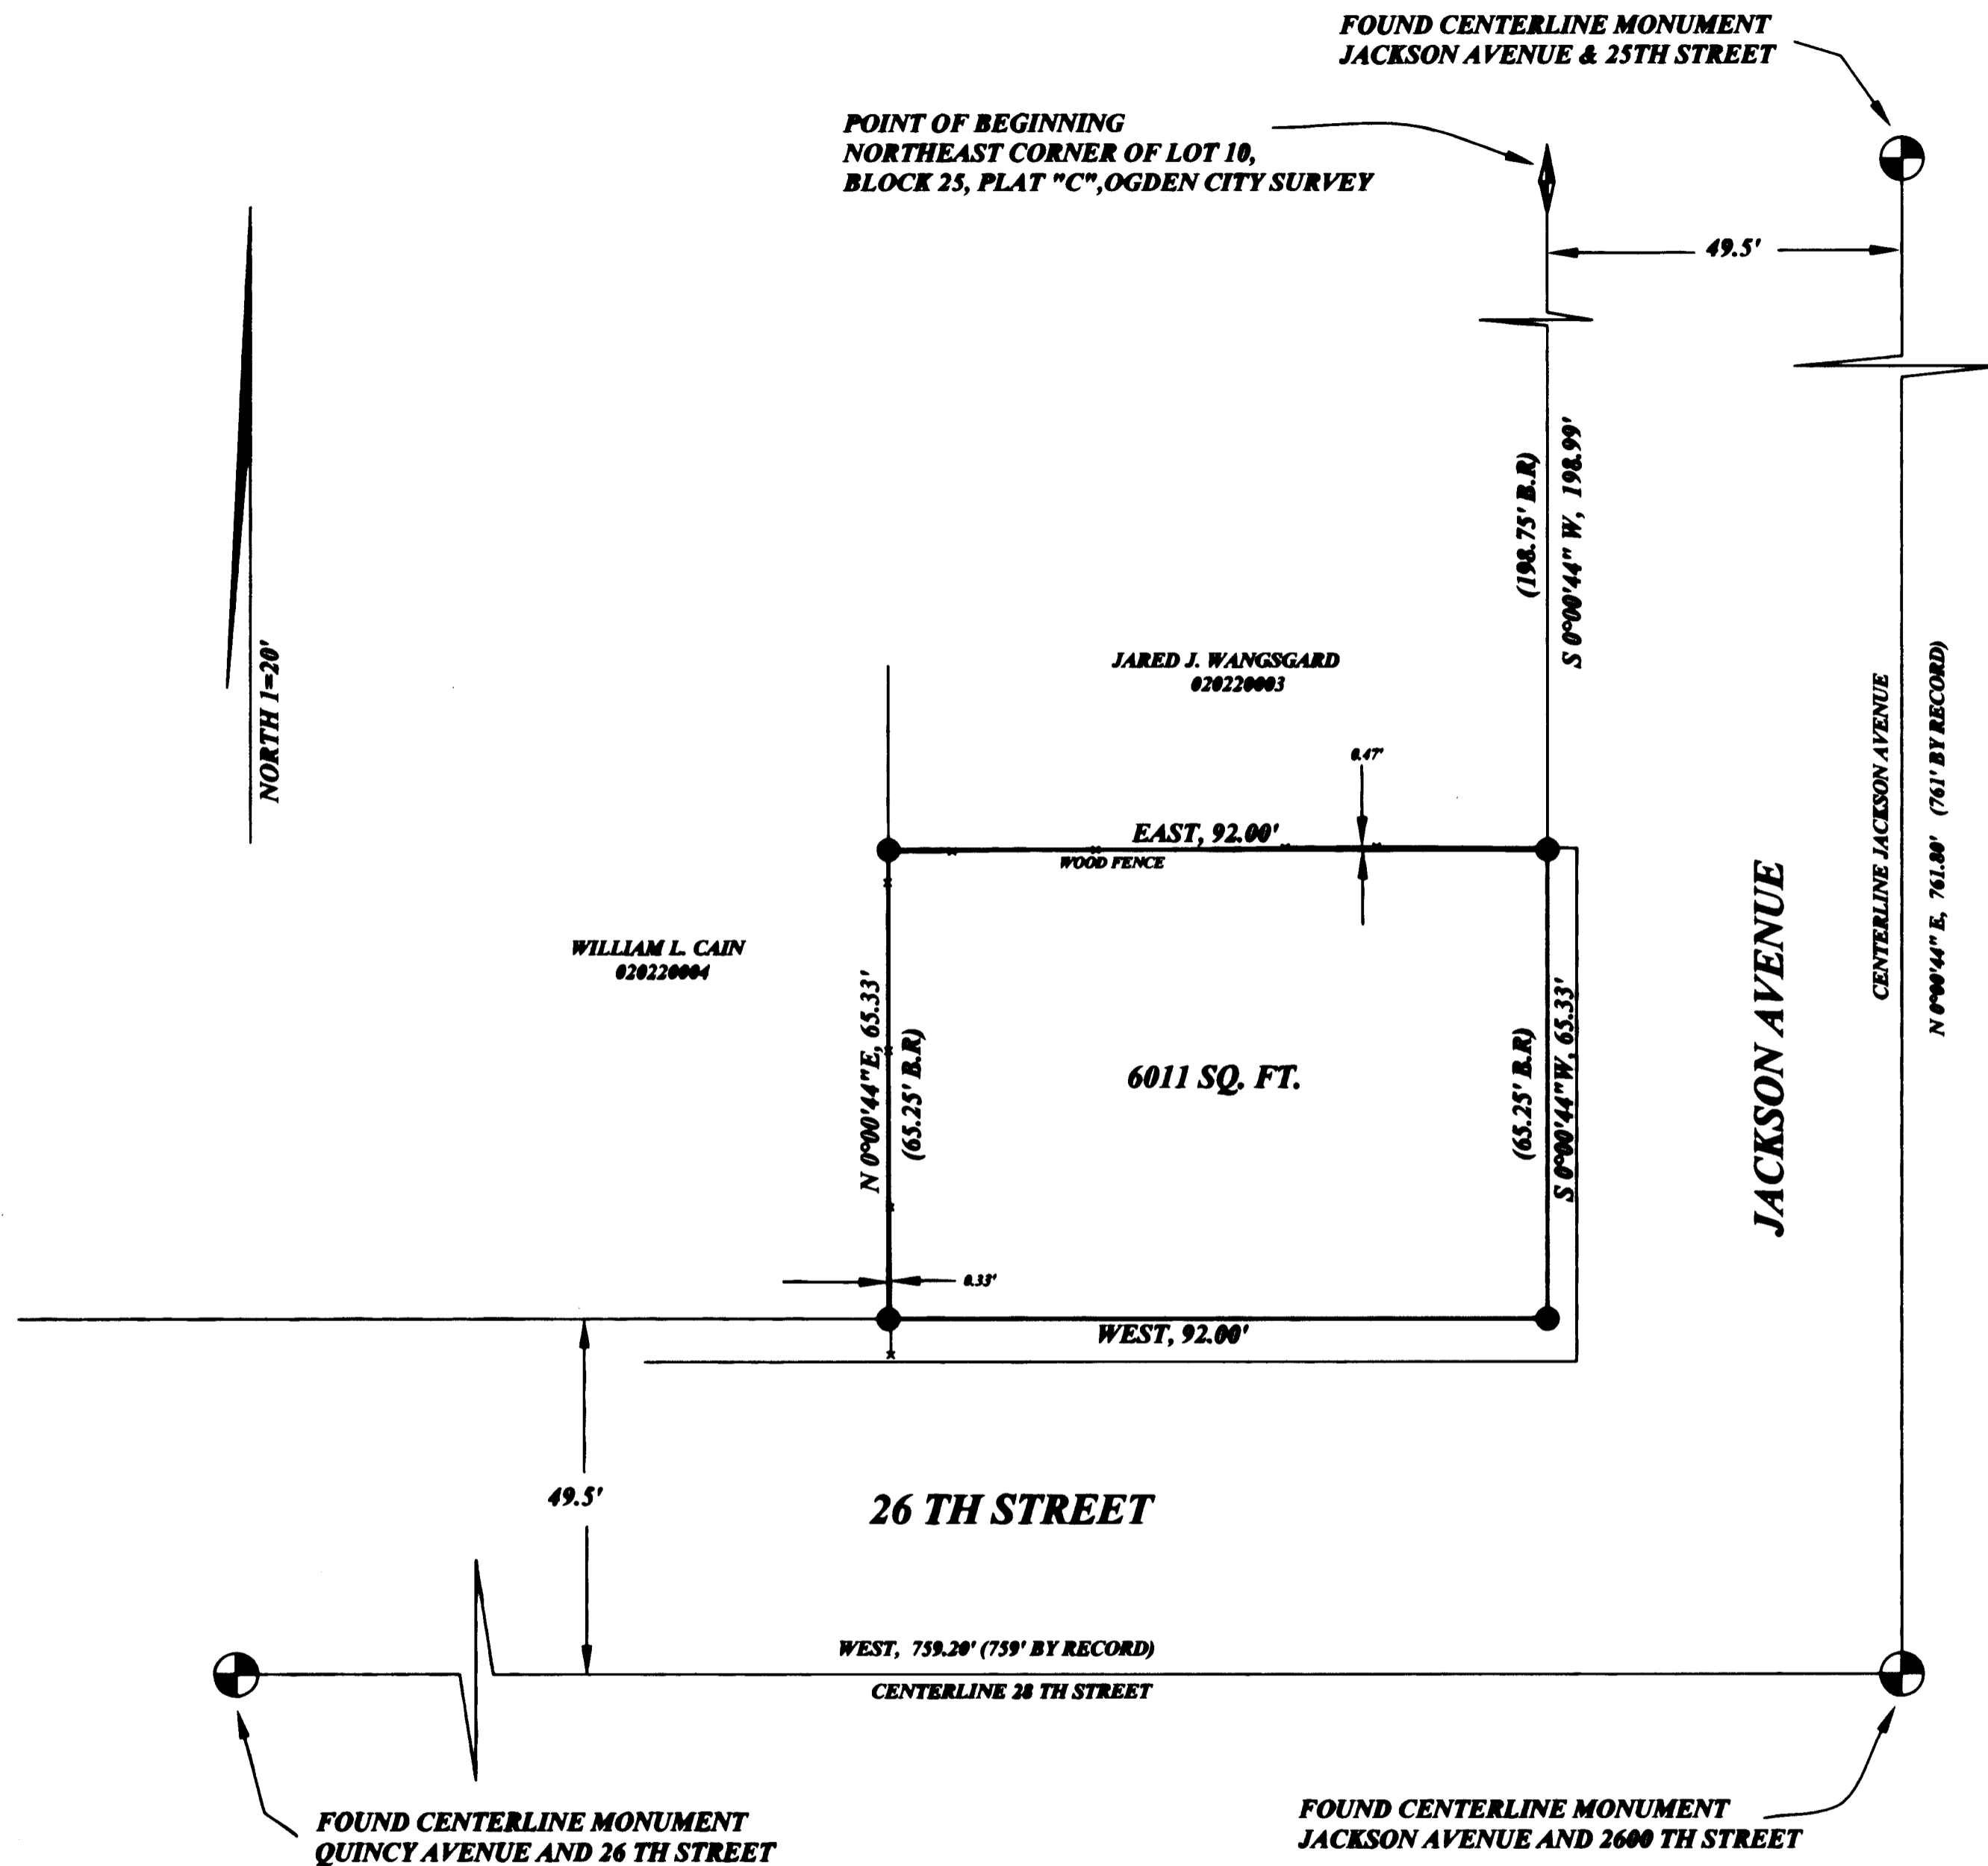 FOUND CENTERLINE MONUMENT
JACKSON AVENUE & 25TH STREET
POINT OF BEGINNING
NORTHEAST CORNER OF LOT 10,
BLOCK 25, PLAT "C",OGDEN CITY SURVEY
49.5'
(198.75' B.R)
S 0°00'44" W, 198.99'
NORTH 1=20'
JARED J. WANGSGARD
020220003
0.47'
EAST, 92.00'
WOOD FENCE
WILLIAM L. CAIN
020220004
N 0°00'44"E, 65.33'
(65.25' B.R)
6011 SQ. FT.
(65.25' B.R)
S 0°00'44"W, 65.33'
JACKSON AVENUE
CENTERLINE JACKSON AVENUE
N 0°00'44" E, 761.80' (761' BY RECORD)
0.33'
WEST, 92.00'
49.5'
26 TH STREET
WEST, 759.20' (759' BY RECORD)
CENTERLINE 28 TH STREET
FOUND CENTERLINE MONUMENT
QUINCY AVENUE AND 26 TH STREET
FOUND CENTERLINE MONUMENT
JACKSON AVENUE AND 2600 TH STREET